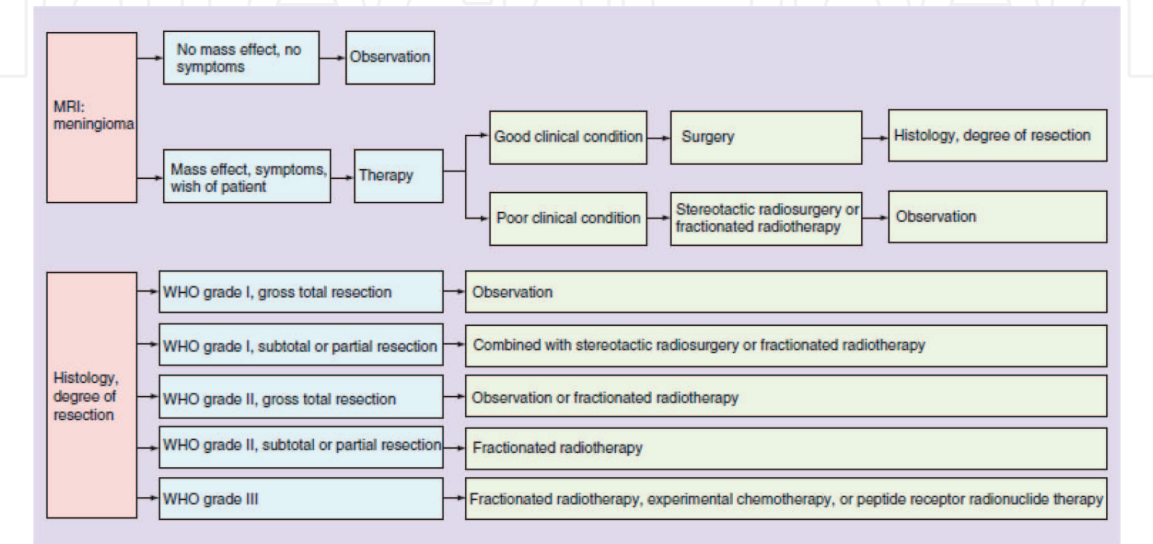 No mass effect, no
symptoms
Observation
MRI:
meningioma
Good clinical condition
Surgery
Histology, degree of resection
Mass effect, symptoms,
wish of patient
Therapy
Poor clinical condition
Stereotactic radiosurgery or
fractionated radiotherapy
Observation
Histology,
degree of
resection
WHO grade I, gross total resection
Observation
WHO grade I, subtotal or partial resection
Combined with stereotactic radiosurgery or fractionated radiotherapy
WHO grade II, gross total resection
Observation or fractionated radiotherapy
WHO grade II, subtotal or partial resection
Fractionated radiotherapy
WHO grade III
Fractionated radiotherapy, experimental chemotherapy, or peptide receptor radionuclide therapy